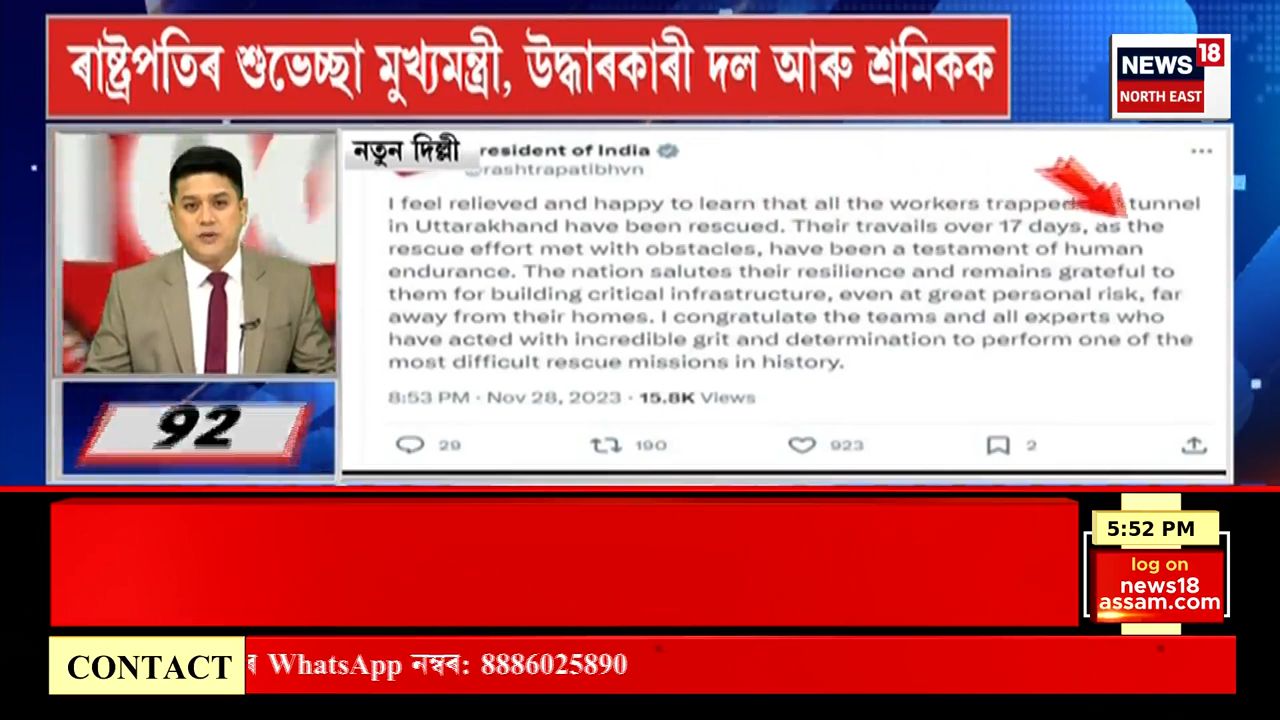 ৰাষ্ট্ৰপতিৰ শুভেচ্ছা মুখ্যমন্ত্ৰী, উদ্ধাৰকাৰী দল আৰু শ্ৰমিকক
NEWS 18
NORTH EAST
নতুন দিল্লী
resident of India
@rashtrapatibhvn
I feel relieved and happy to learn that all the workers trapped tunnel
in Uttarakhand have been rescued. Their travails over 17 days, as the
rescue effort met with obstacles, have been a testament of human
endurance. The nation salutes their resilience and remains grateful to
them for building critical infrastructure, even at great personal risk, far
away from their homes. I congratulate the teams and all experts who
have acted with incredible grit and determination to perform one of the
most difficult rescue missions in history.
8:53 PM · Nov 28, 2023 · 15.8K Views
29 190 923 2
92
5:52 PM
log on
news18
assam.com
CONTACT
ৰ WhatsApp নম্বৰ: 8886025890